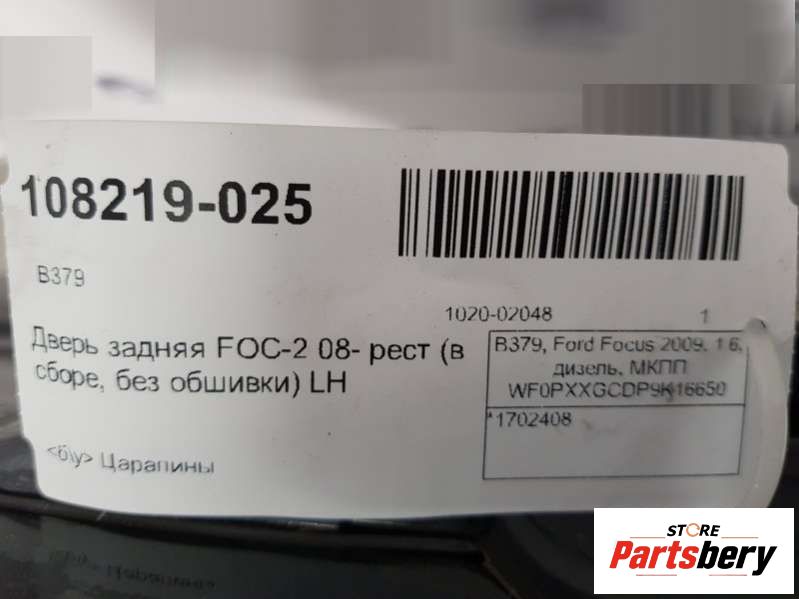 108219-025
B379
1020-02048 1
Дверь задняя FOC-2 08- рест (в
сборе, без обшивки) LH
B379, Ford Focus 2009, 1 6,
дизель, МКПП
WF0PXXGCDP9K16650
*1702408
<б\у> Царапины
STORE
Partsbery